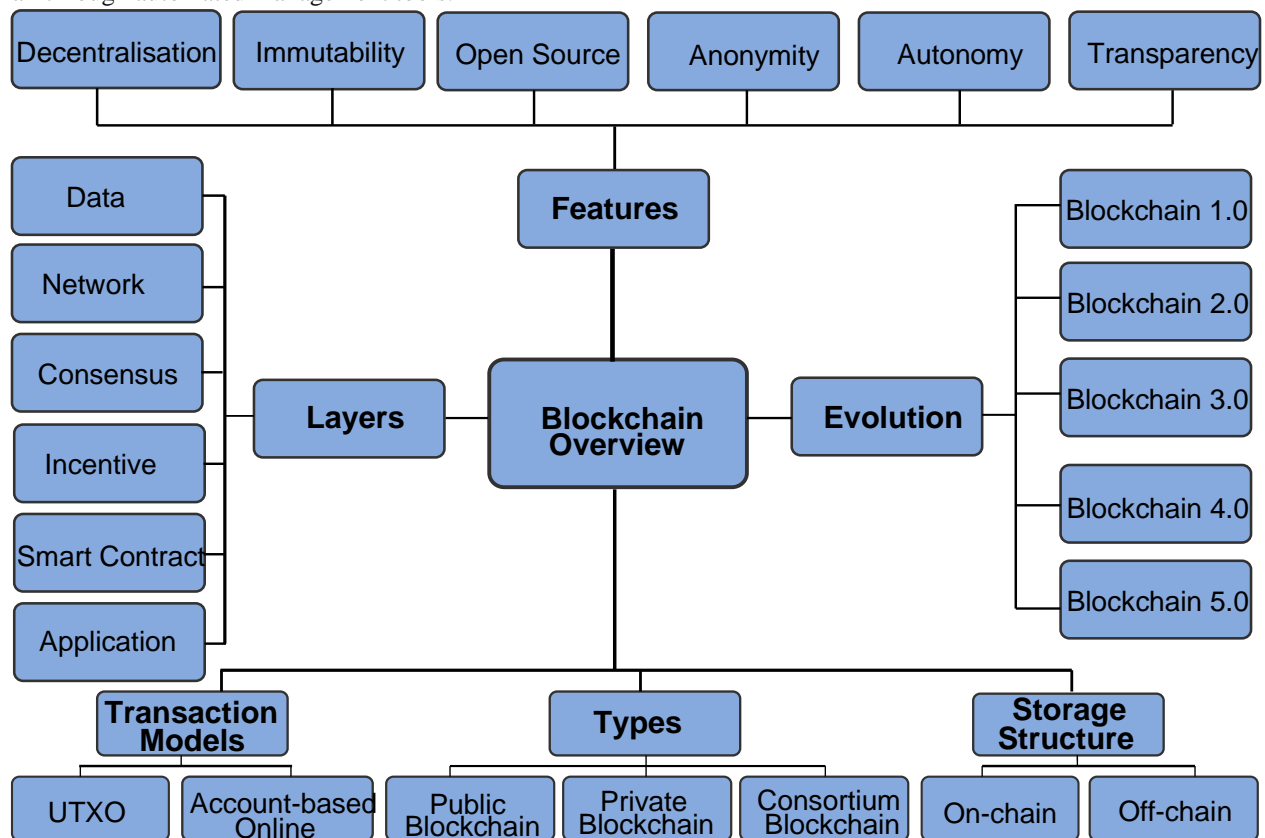 Decentralisation
Immutability
Open Source
Anonymity
Autonomy
Transparency
Features
Data
Network
Consensus
Incentive
Smart Contract
Application
Layers
Blockchain
Overview
Evolution
Blockchain 1.0
Blockchain 2.0
Blockchain 3.0
Blockchain 4.0
Blockchain 5.0
Transaction
Models
Types
Storage
Structure
UTXO
Account-based
Online
Public
Blockchain
Private
Blockchain
Consortium
Blockchain
On-chain
Off-chain